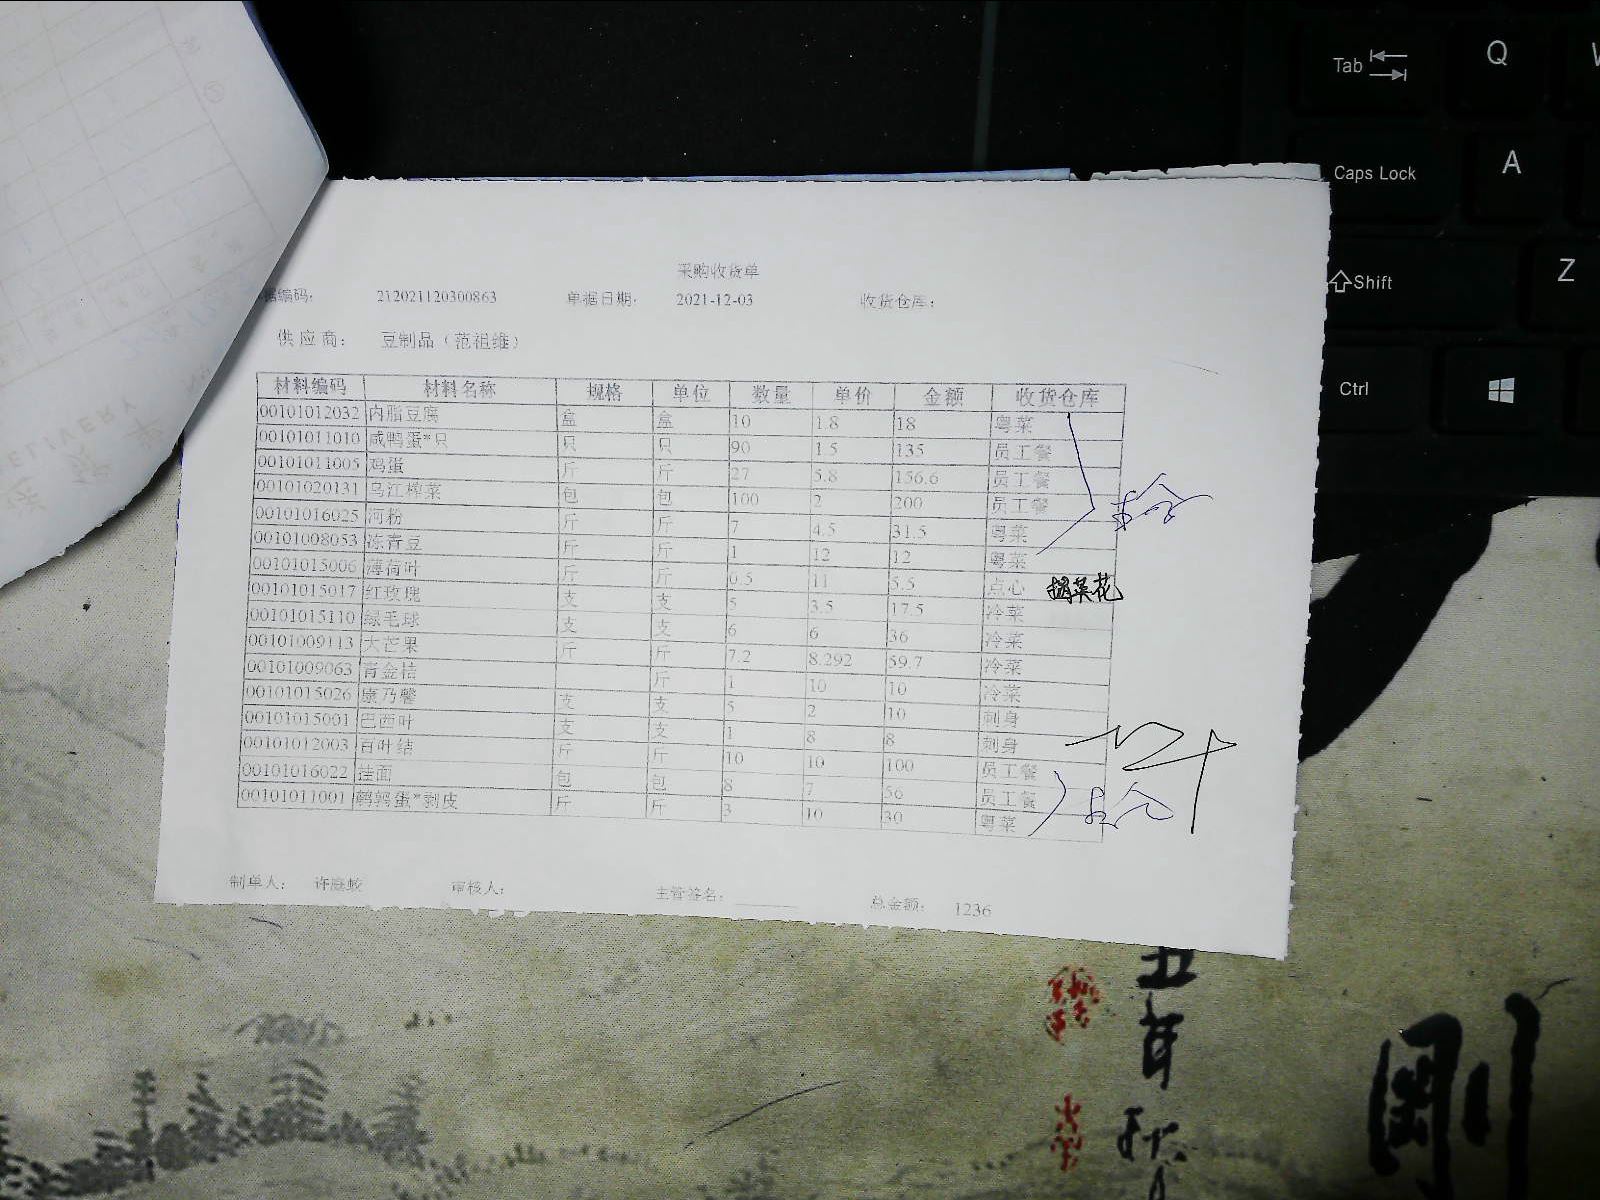 采购收货单
据编码： 212021120300863 单据日期： 2021-12-03 收货仓库：
供应商： 豆制品（范祖维）
材料编码 材料名称 规格 单位 数量 单价 金额 收货仓库
00101012032 内脂豆腐 盒 盒 10 1.8 18 粤菜
00101011010 咸鸭蛋*只 只 只 90 1.5 135 员工餐
00101011005 鸡蛋 斤 斤 27 5.8 156.6 员工餐
00101020131 乌江榨菜 包 包 100 2 200 员工餐
00101016025 河粉 斤 斤 7 4.5 31.5 粤菜
00101008053 冻青豆 斤 斤 1 12 12 粤菜
00101015006 薄荷叶 斤 斤 0.5 11 5.5 点心
00101015017 红玫瑰 支 支 5 3.5 17.5 冷菜
00101015110 绿毛球 支 支 6 6 36 冷菜
00101009113 大芒果 斤 斤 7.2 8.292 59.7 冷菜
00101009063 青金桔 斤 1 10 10 冷菜
00101015026 康乃馨 支 支 5 2 10 刺身
00101015001 巴西叶 支 支 1 8 8 刺身
00101012003 百叶结 斤 斤 10 10 100 员工餐
00101016022 挂面 包 包 8 7 56 员工餐
00101011001 鹌鹑蛋*剥皮 斤 斤 3 10 30 粤菜
制单人： 审核人： 主管签名： 总金额： 1236
Tab Q
Caps Lock A
Shift Z
Ctrl
DELIVERY
剛